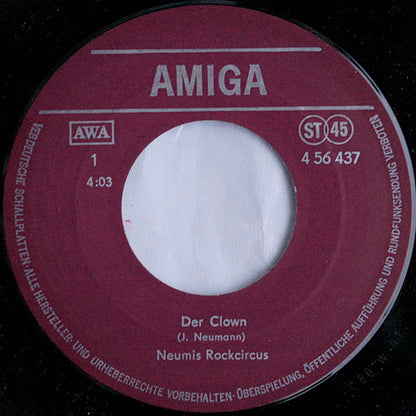 AMIGA
AWA
ST 45
1
4 56 437
4:03
Der Clown
(J. Neumann)
Neumis Rockcircus
VEB DEUTSCHE SCHALLPLATTEN · ALLE HERSTELLER- UND URHEBERRECHTE VORBEHALTEN · ÜBERSPIELUNG, ÖFFENTLICHE AUFFÜHRUNG UND RUNDFUNKSENDUNG VERBOTEN